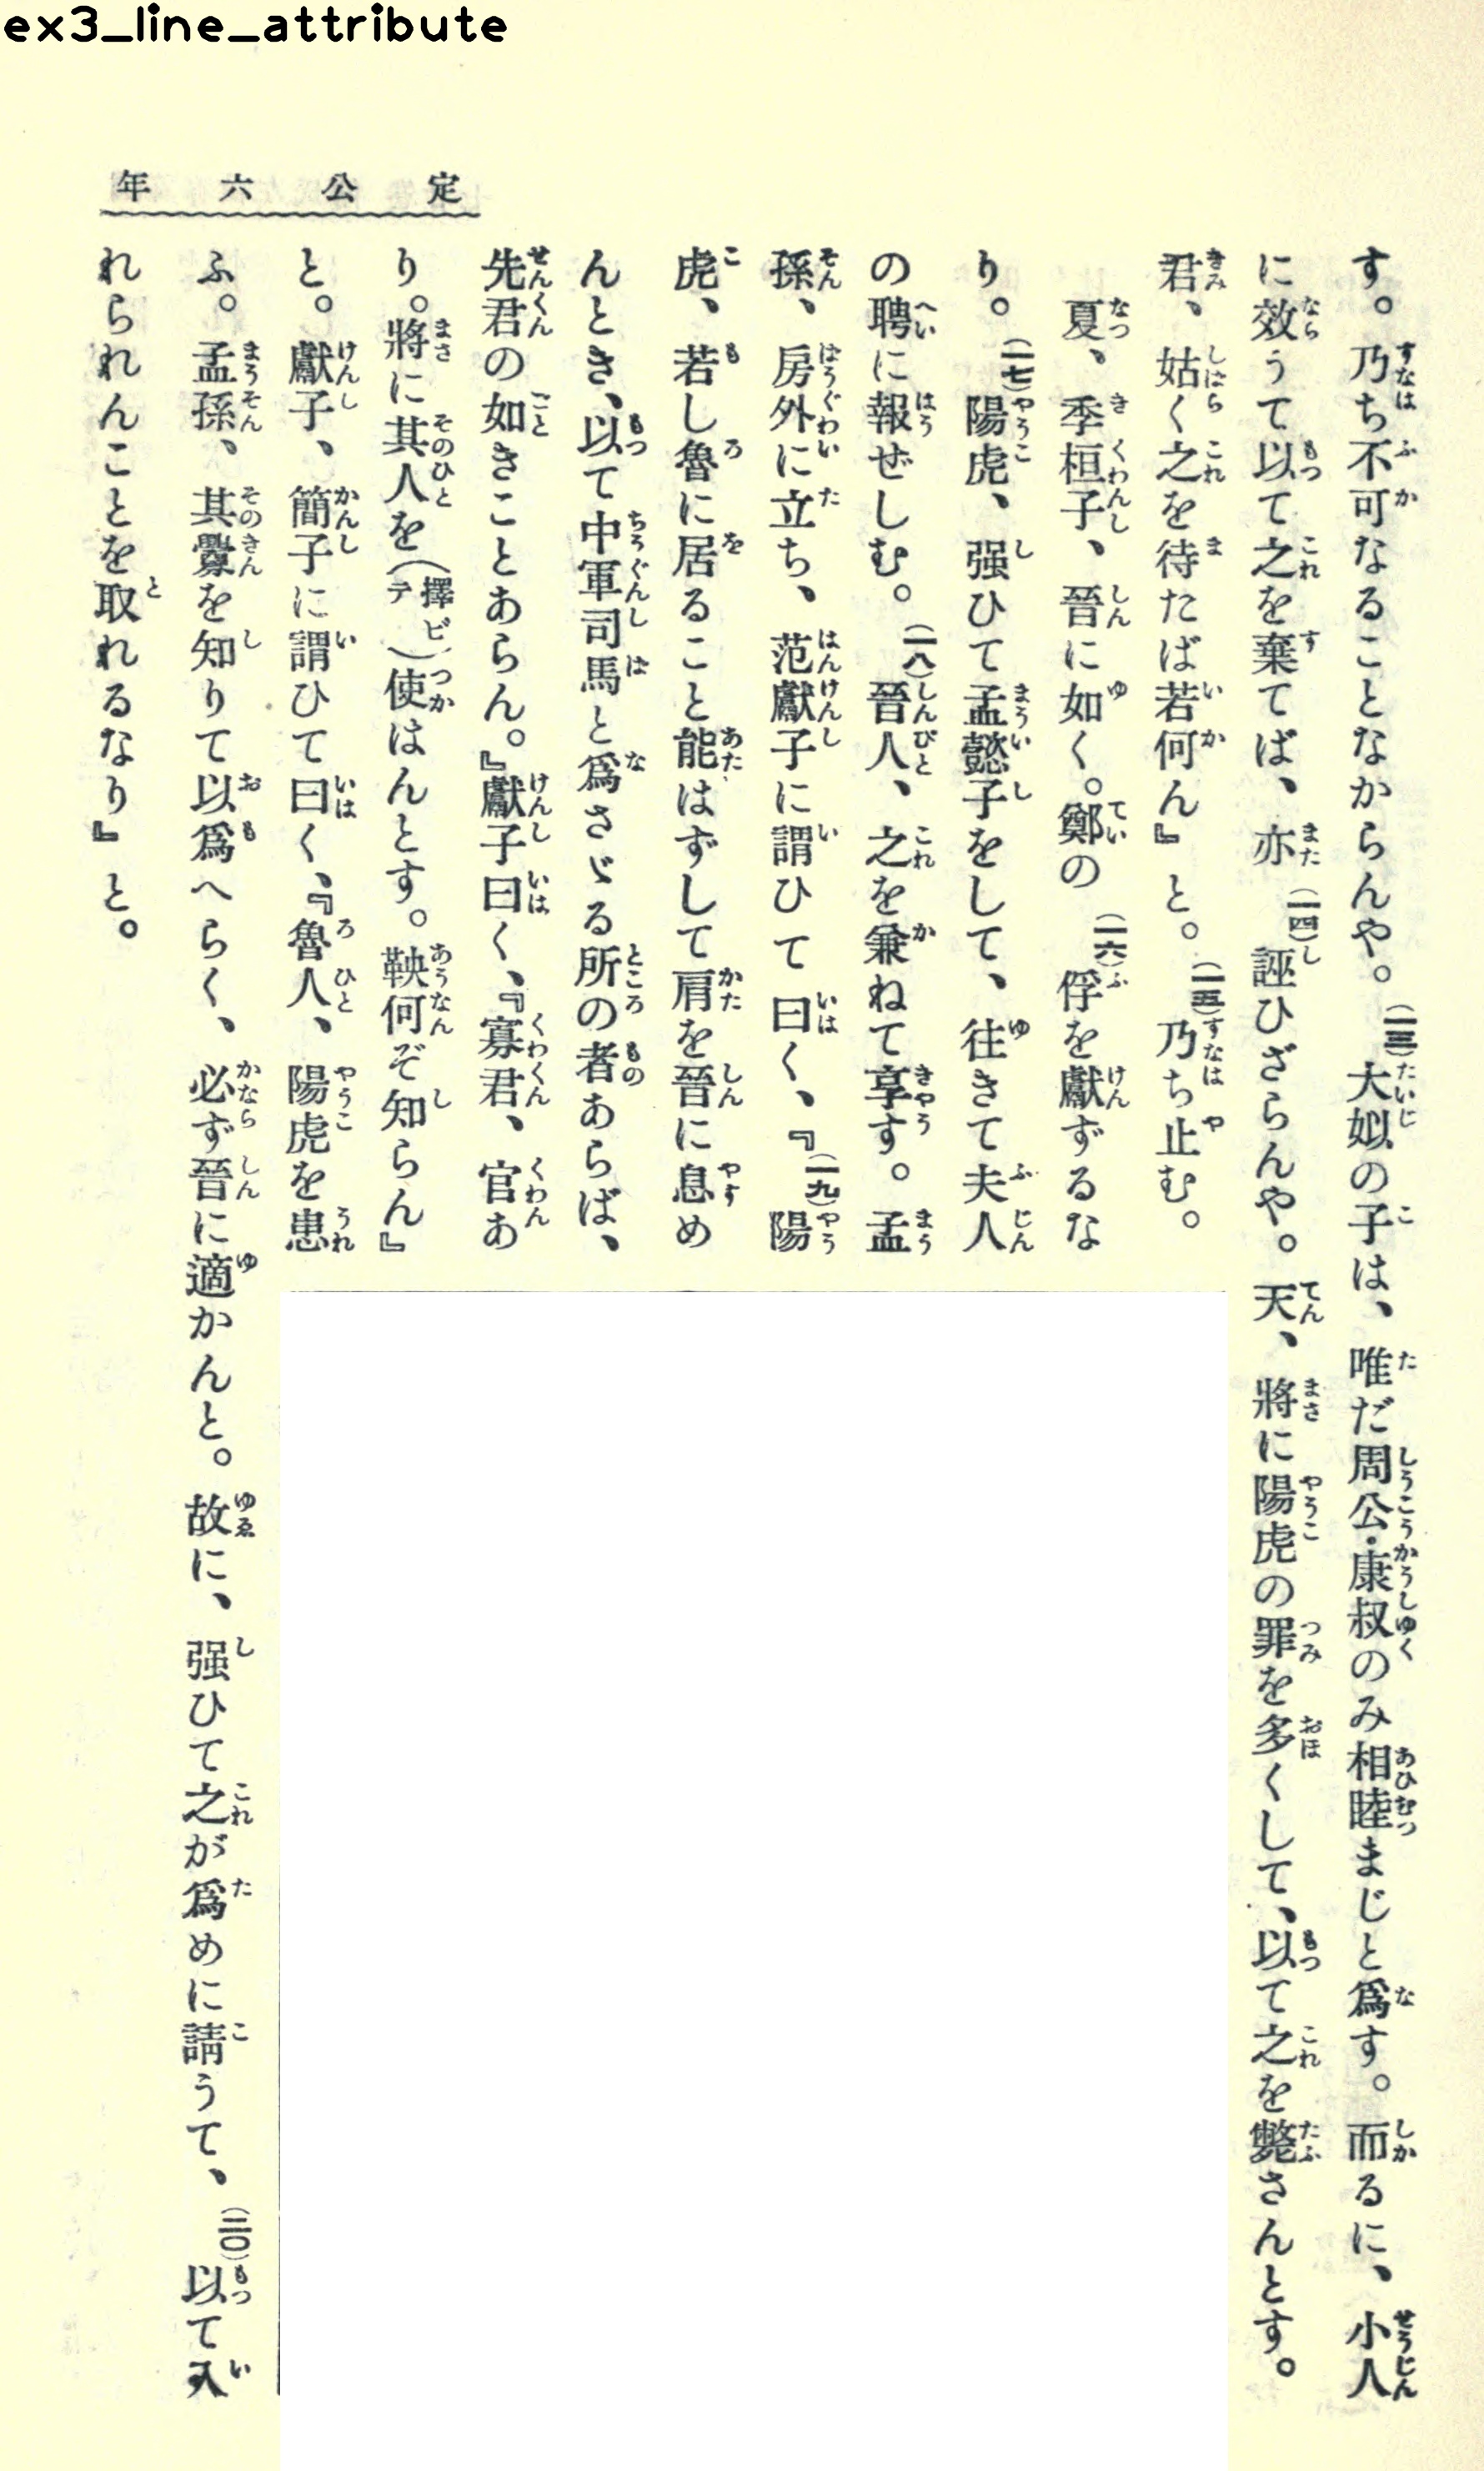 ex3_line_attribute
定公六年
す。乃ち不可なることなからんや。(一三)大姒の子は、唯だ周公・康叔のみ相睦まじと爲す。而るに、小人
に效うて以て之を棄てば、亦(一四)誣ひざらんや。天、將に陽虎の罪を多くして、以て之を斃さんとす。
君、姑く之を待たば若何ん』と。(一五)乃ち止む。
夏、季桓子、晉に如く。鄭の(一六)俘を獻ずるな
り。(一七)陽虎、强ひて孟懿子をして、往きて夫人
の聘に報ぜしむ。(一八)晉人、之を兼ねて享す。孟
孫、房外に立ち、范獻子に謂ひて曰く、『(一九)陽
虎、若し魯に居ること能はずして肩を晉に息め
んとき、以て中軍司馬と爲さゞる所の者あらば、
先君の如きことあらん。』獻子曰く、『寡君、官あ
り。將に其人を(擇ビテ)使はんとす。鞅何ぞ知らん』
と。獻子、簡子に謂ひて曰く、『魯人、陽虎を患
ふ。孟孫、其釁を知りて以爲へらく、必ず晉に適かんと。故に、强ひて之が爲めに請うて、(二〇)以て入
れられんことを取れるなり』と。